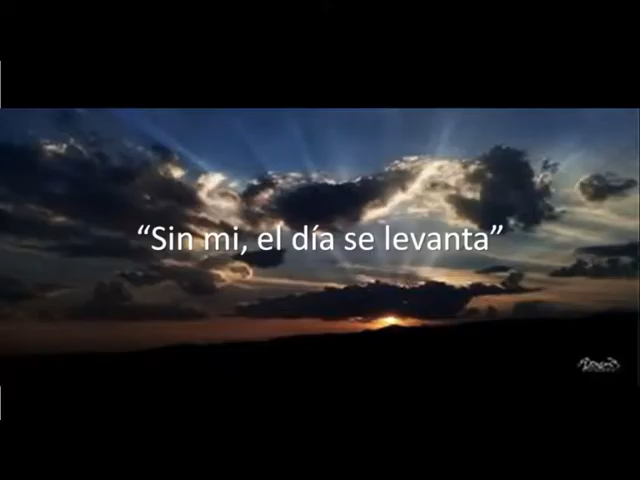 “Sin mi, el día se levanta”